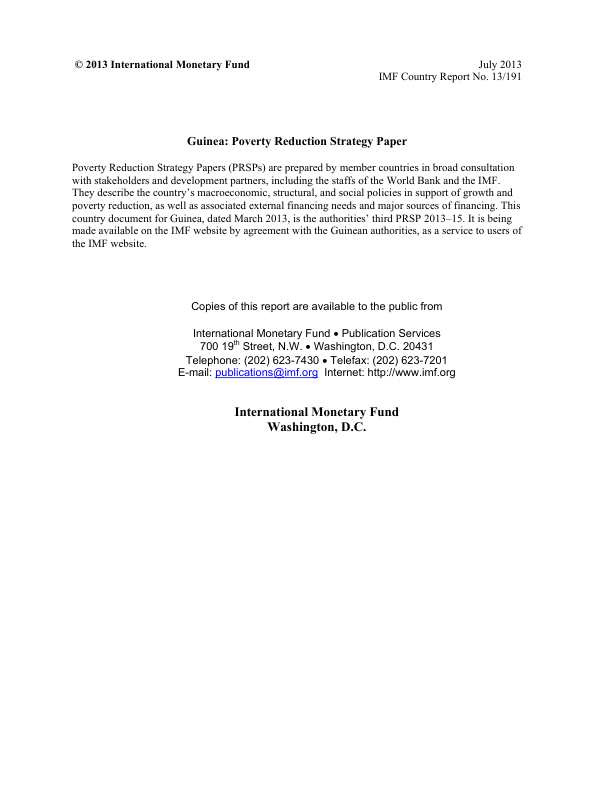 © 2013 International Monetary Fund July 2013
IMF Country Report No. 13/191
Guinea: Poverty Reduction Strategy Paper
Poverty Reduction Strategy Papers (PRSPs) are prepared by member countries in broad consultation
with stakeholders and development partners, including the staffs of the World Bank and the IMF.
They describe the country's macroeconomic, structural, and social policies in support of growth and
poverty reduction, as well as associated external financing needs and major sources of financing. This
country document for Guinea, dated March 2013, is the authorities' third PRSP 2013–15. It is being
made available on the IMF website by agreement with the Guinean authorities, as a service to users of
the IMF website.
Copies of this report are available to the public from
International Monetary Fund • Publication Services
700 19th Street, N.W. • Washington, D.C. 20431
Telephone: (202) 623-7430 • Telefax: (202) 623-7201
E-mail: publications@imf.org Internet: http://www.imf.org
International Monetary Fund
Washington, D.C.